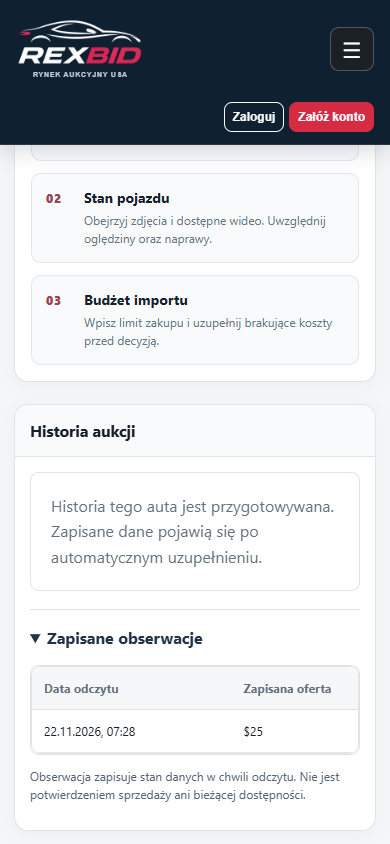 REXBID
RYNEK AUKCYJNY USA
Zaloguj
Załóż konto
02
Stan pojazdu
Obejrzyj zdjęcia i dostępne wideo. Uwzględnij
oględziny oraz naprawy.
03
Budżet importu
Wpisz limit zakupu i uzupełnij brakujące koszty
przed decyzją.
Historia aukcji
Historia tego auta jest przygotowywana.
Zapisane dane pojawią się po
automatycznym uzupełnieniu.
▼ Zapisane obserwacje
Data odczytu
Zapisana oferta
22.11.2026, 07:28
$25
Obserwacja zapisuje stan danych w chwili odczytu. Nie jest
potwierdzeniem sprzedaży ani bieżącej dostępności.